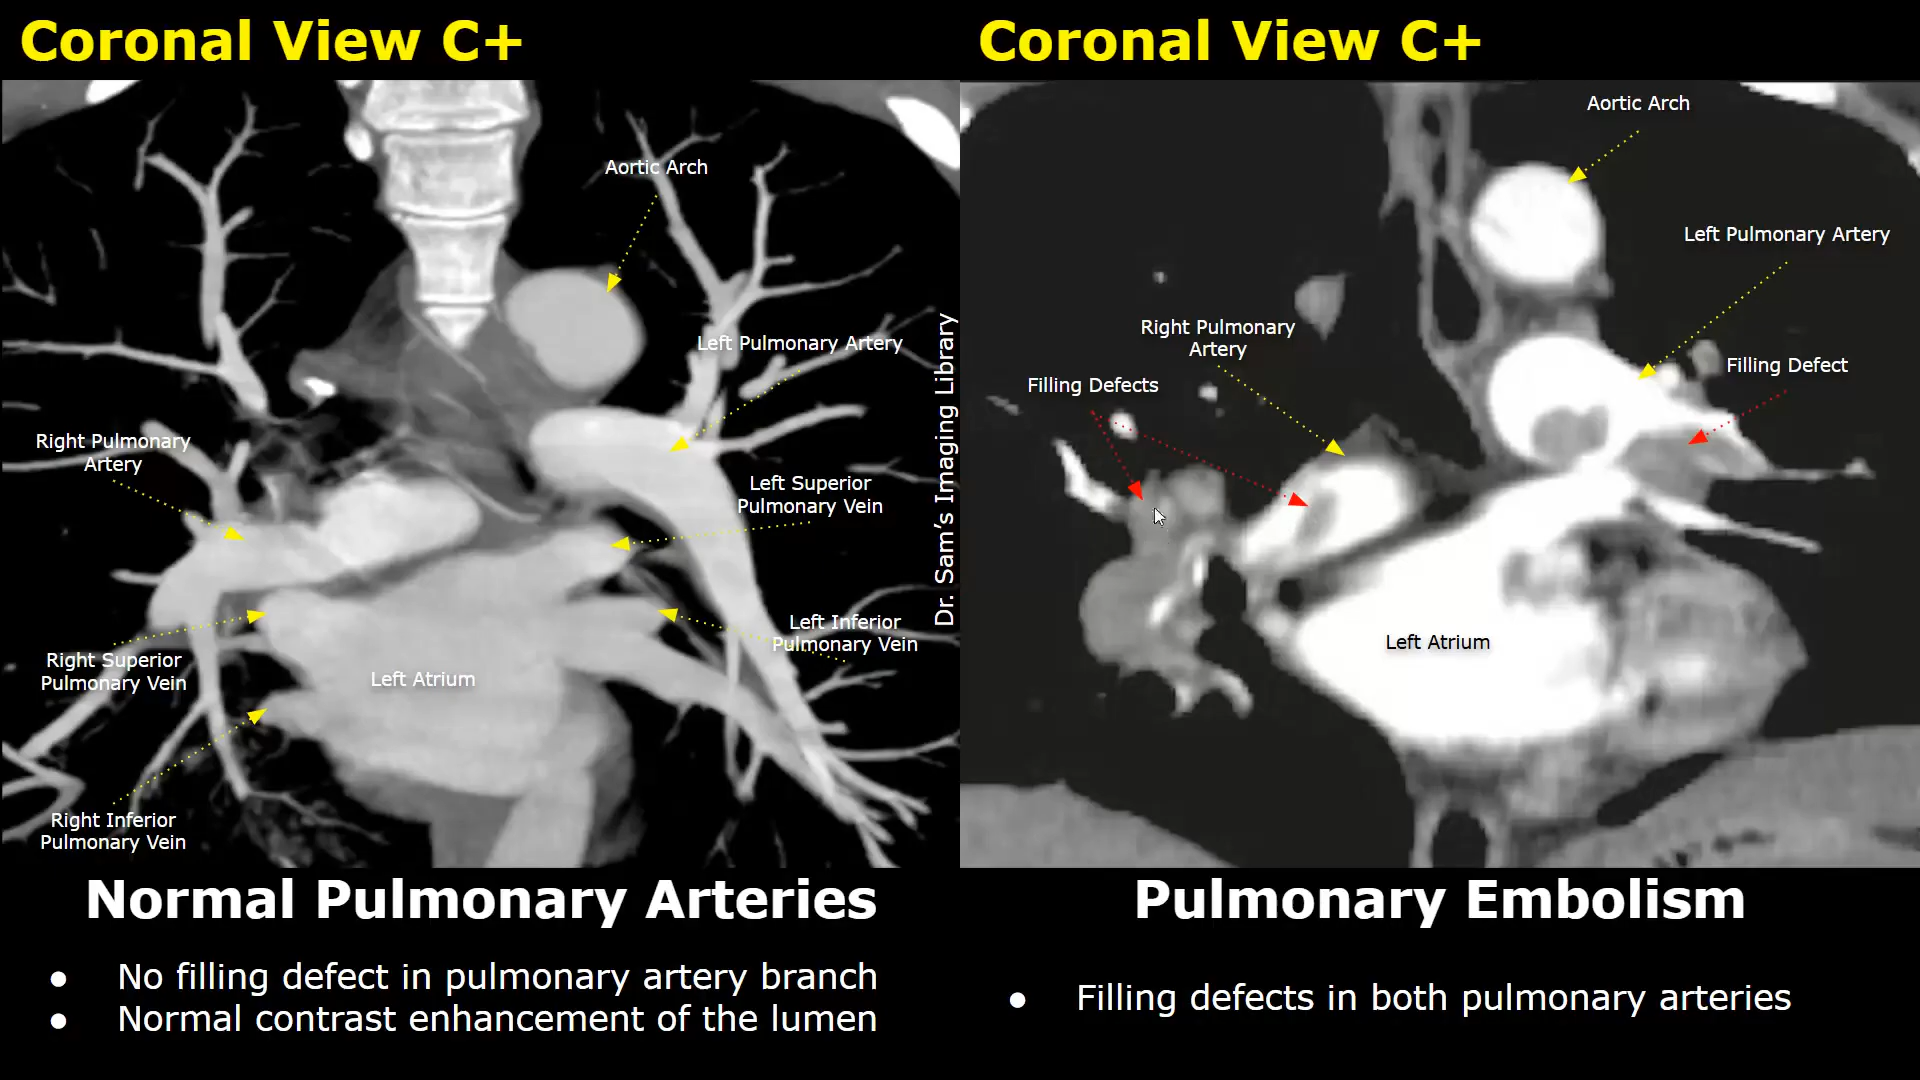 Coronal View C+
Aortic Arch
Left Pulmonary Artery
Right Pulmonary
Artery
Left Superior
Pulmonary Vein
Left Inferior
Pulmonary Vein
Right Superior
Pulmonary Vein
Left Atrium
Right Inferior
Pulmonary Vein
Normal Pulmonary Arteries
● No filling defect in pulmonary artery branch
● Normal contrast enhancement of the lumen
Dr. Sam's Imaging Library
Coronal View C+
Aortic Arch
Left Pulmonary Artery
Right Pulmonary
Artery
Filling Defect
Filling Defects
Left Atrium
Pulmonary Embolism
● Filling defects in both pulmonary arteries